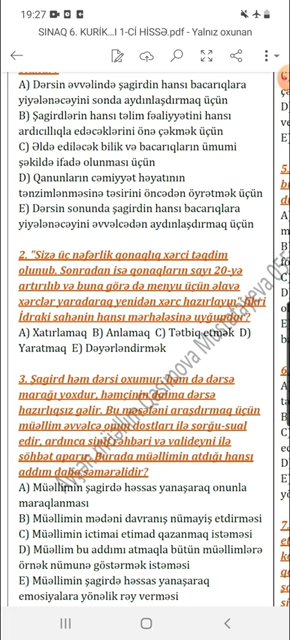 19:27
SINAQ 6. KURİK...I 1-Cİ HİSSƏ.pdf - Yalnız oxunan
A) Dərsin əvvəlində şagirdin hansı bacarıqlara
yiyələnəcəyini sonda aydınlaşdırmaq üçün
B) Şagirdlərin hansı təlim fəaliyyətini hansı
ardıcıllıqla edəcəklərini önə çəkmək üçün
C) Əldə ediləcək bilik və bacarıqların ümumi
şəkildə ifadə olunması üçün
D) Qanunların cəmiyyət həyatının
tənzimlənməsinə təsirini öncədən öyrətmək üçün
E) Dərsin sonunda şagirdin hansı bacarıqlara
yiyələnəcəyini əvvəlcədən aydınlaşdırmaq üçün
2. "Sizə üç nəfərlik qonaqlıq xərci təqdim
olunub. Sonradan isə qonaqların sayı 20-yə
artırılıb və buna görə də menyu üçün əlavə
xərclər yaradaraq yenidən xərc hazırlayın" fikri
İdraki sahənin hansı mərhələsinə uyğundur?
A) Xatırlamaq B) Anlamaq C) Tətbiq etmək D)
Yaratmaq E) Dəyərləndirmək
3. Şagird həm dərsi oxumur, həm də dərsə
marağı yoxdur, həmçinin daima dərsə
hazırlıqsız gəlir. Bu məsələni araşdırmaq üçün
müəllim əvvəlcə onun dostları ilə sorğu-sual
edir, ardınca sinif rəhbəri və valideyni ilə
söhbət aparır. Burada müəllimin atdığı hansı
addım daha səmərəlidir?
A) Müəllimin şagirdə həssas yanaşaraq onunla
maraqlanması
B) Müəllimin mədəni davranış nümayiş etdirməsi
C) Müəllimin ictimai etimad qazanmaq istəməsi
D) Müəllim bu addımı atmaqla bütün müəllimlərə
örnək nümunə göstərmək istəməsi
E) Müəllimin şagirdə həssas yanaşaraq
emosiyalara yönəlik rəy verməsi